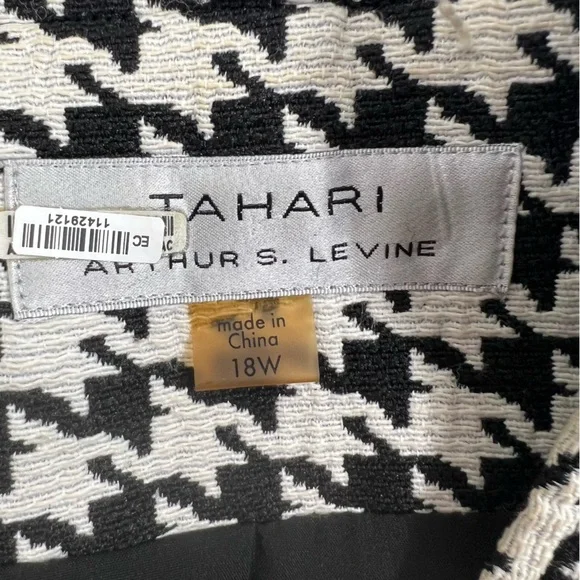 TAHARI
ARTHUR S. LEVINE
EC
11429121
made in
China
18W